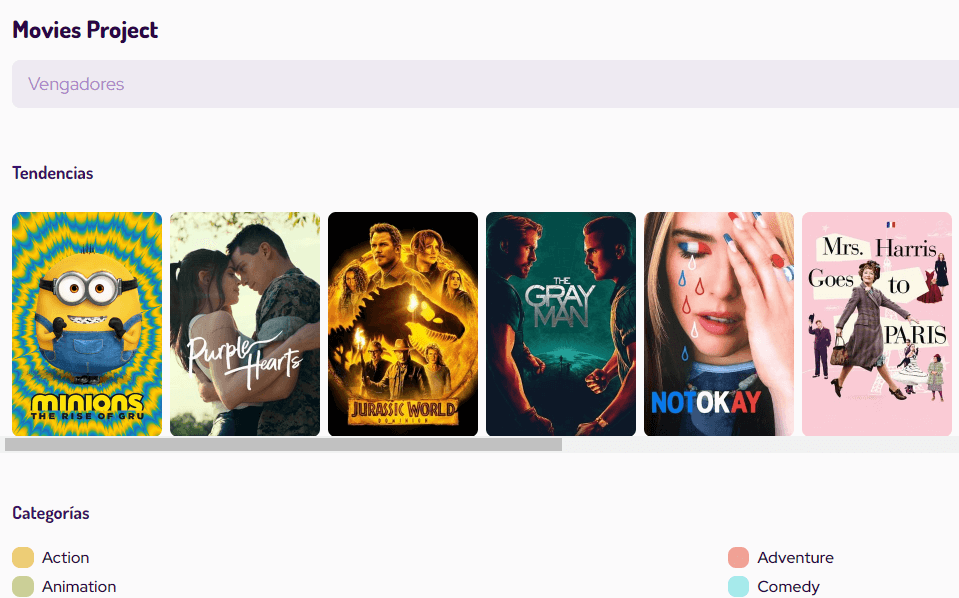 Movies Project
Vengadores
Tendencias
MINIONS
THE RISE OF GRU
Purple
Hearts
JURASSIC WORLD
DOMINION
THE
GRAY
MAN
NOTOKAY
Mrs. Harris
Goes to
PARIS
Categorías
Action
Adventure
Animation
Comedy